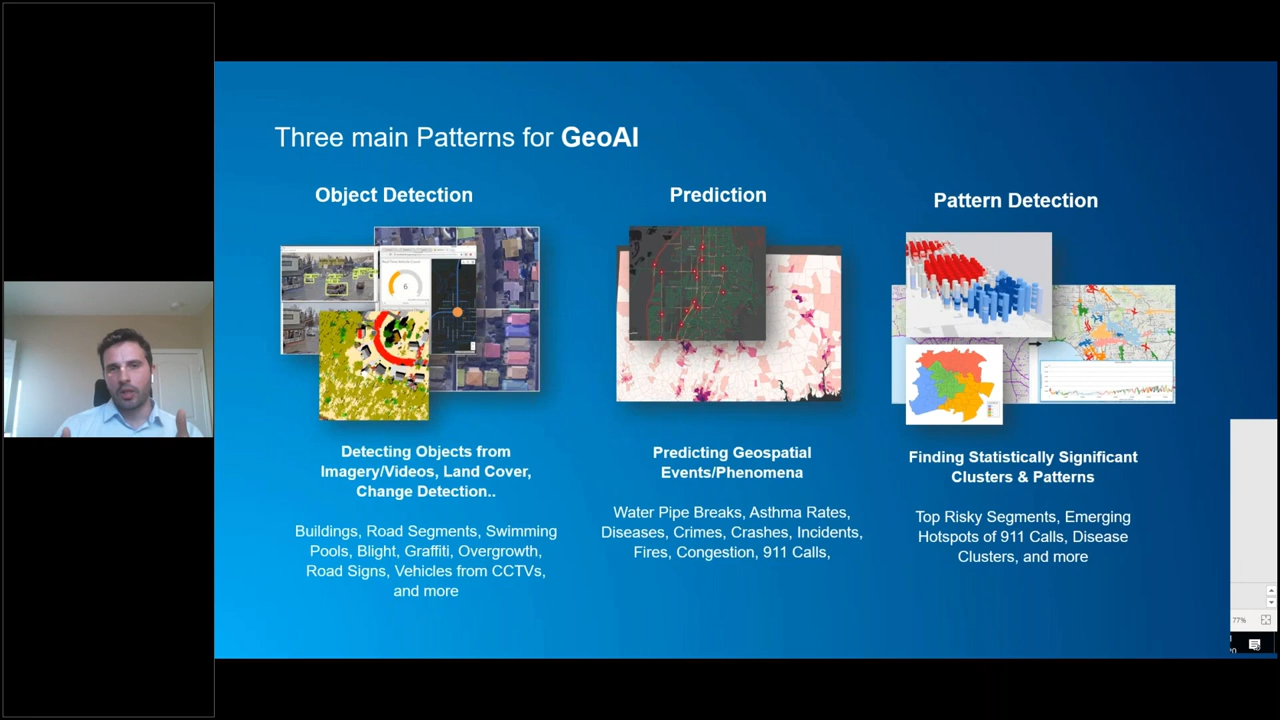 Three main Patterns for GeoAI
Object Detection
6
Detecting Objects from
Imagery/Videos, Land Cover,
Change Detection..
Buildings, Road Segments, Swimming
Pools, Blight, Graffiti, Overgrowth,
Road Signs, Vehicles from CCTVs,
and more
Prediction
Predicting Geospatial
Events/Phenomena
Water Pipe Breaks, Asthma Rates,
Diseases, Crimes, Crashes, Incidents,
Fires, Congestion, 911 Calls,
Pattern Detection
Finding Statistically Significant
Clusters & Patterns
Top Risky Segments, Emerging
Hotspots of 911 Calls, Disease
Clusters, and more
77%